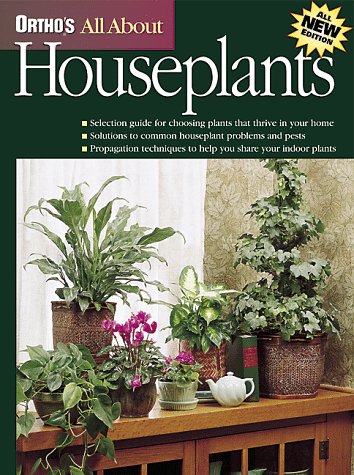 ORTHO'S All About
ALL
NEW
EDITION
Houseplants
Selection guide for choosing plants that thrive in your home
Solutions to common houseplant problems and pests
Propagation techniques to help you share your indoor plants